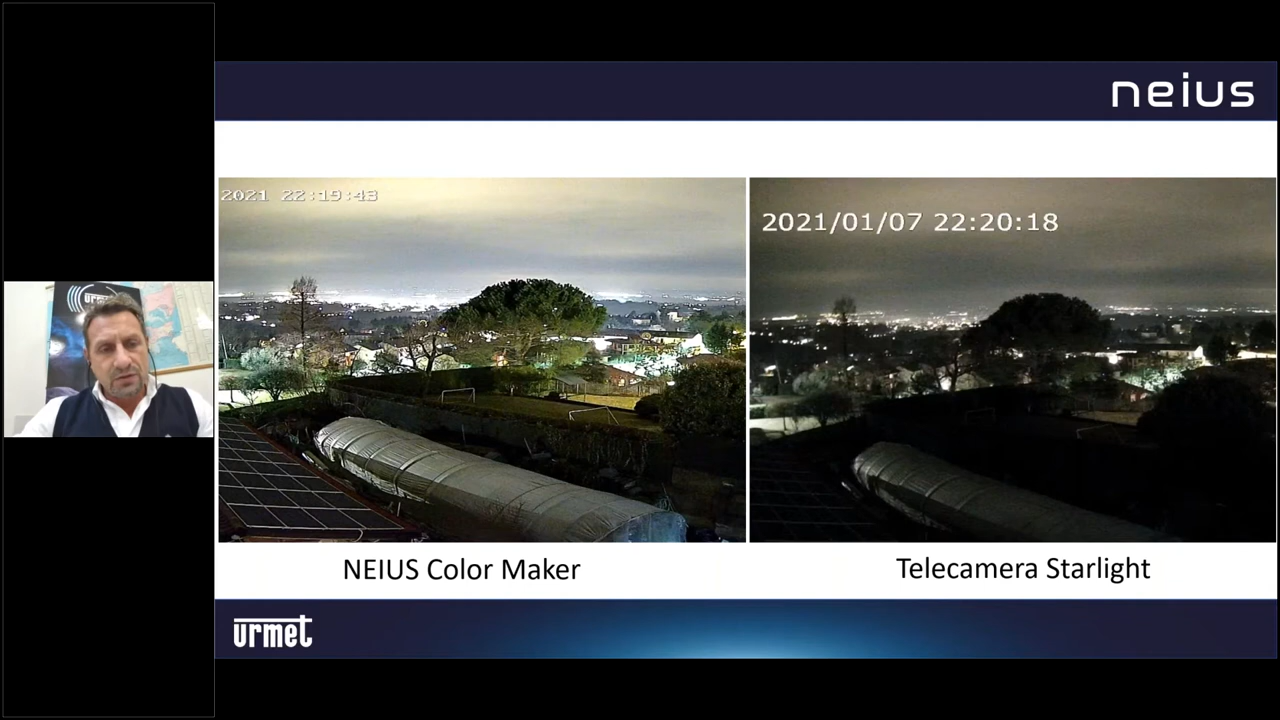 neius
2021 22:19:43
2021/01/07 22:20:18
NEIUS Color Maker
Telecamera Starlight
urmet